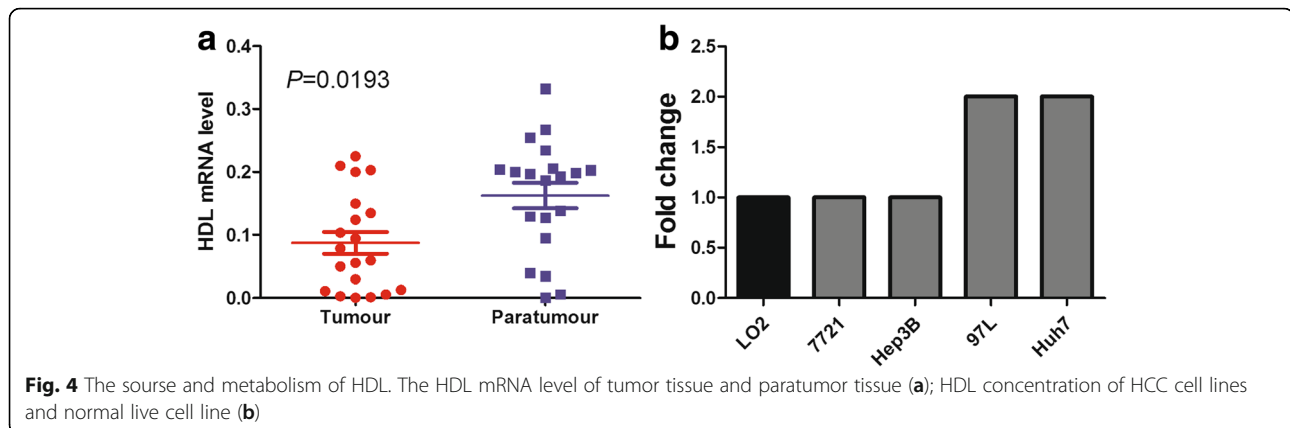 a
0.4
0.3
0.2
0.1
0.0
HDL mRNA level
P=0.0193
Tumour
Paratumour
b
2.5
2.0
1.5
1.0
0.5
0.0
Fold change
LO2
7721
Hep3B
97L
Huh7
Fig. 4 The sourse and metabolism of HDL. The HDL mRNA level of tumor tissue and paratumor tissue (a); HDL concentration of HCC cell lines
and normal live cell line (b)